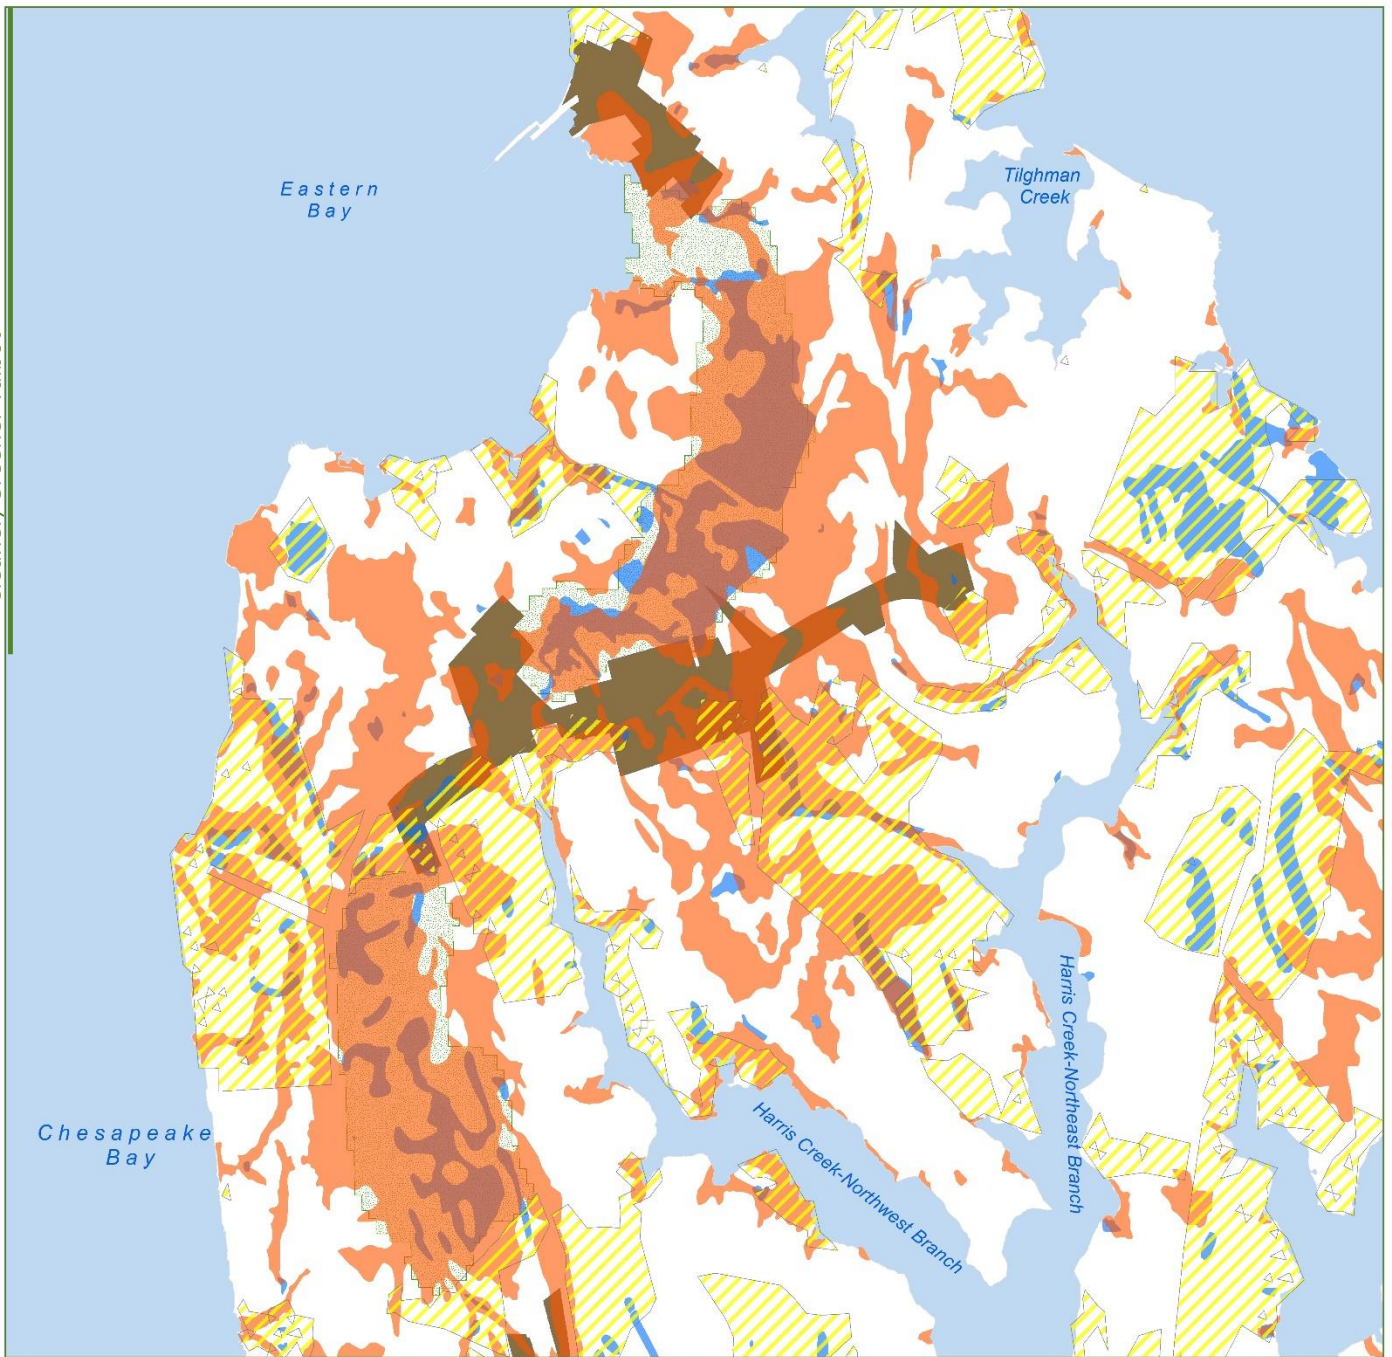 Eastern
Bay
Tilghman
Creek
Chesapeake
Bay
Harris Creek-Northeast Branch
Harris Creek-Northwest Branch